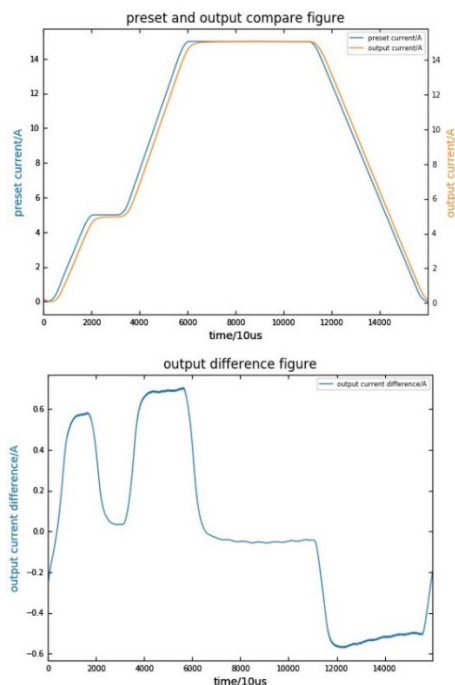 preset and output compare figure
preset current/A
output current/A
14
12
10
8
6
4
2
0
preset current/A
14
12
10
8
6
4
2
0
output current/A
0 2000 4000 6000 8000 10000 12000 14000
time/10us
output difference figure
output current difference/A
0.6
0.4
0.2
0.0
−0.2
−0.4
−0.6
output current difference/A
0 2000 4000 6000 8000 10000 12000 14000
time/10us